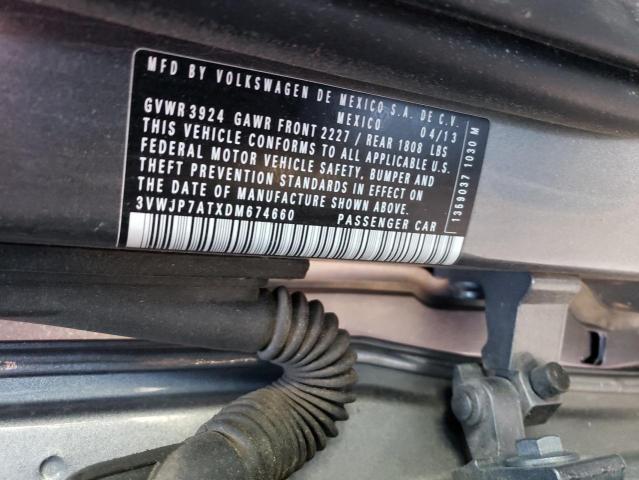 MFD BY VOLKSWAGEN DE MEXICO S.A. DE C.V.
MEXICO 04/13
GVWR 3924 GAWR FRONT 2227 / REAR 1808 LBS
THIS VEHICLE CONFORMS TO ALL APPLICABLE U.S.
FEDERAL MOTOR VEHICLE SAFETY, BUMPER AND
THEFT PREVENTION STANDARDS IN EFFECT ON
THE DATE OF MANUFACTURE SHOWN ABOVE.
3VWJP7ATXDM674660 PASSENGER CAR
1359037 1030 M